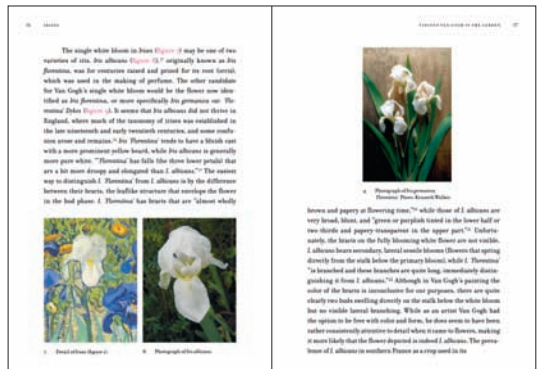 IRISES
The single white bloom in Irises (figure 1) may be one of two
varieties of iris. Iris albicans (figure 8), originally known as Iris
florentina, was for centuries raised and prized for its root (orris),
which was used in the making of perfume. The other candidate
for Van Gogh's single white bloom would be the flower now iden-
tified as Iris florentina, or more specifically Iris germanica var. 'Flo-
rentina' Dykes (figure 9). It seems that Iris albicans did not thrive in
England, where much of the taxonomy of irises was established in
the late nineteenth and early twentieth centuries, and some confu-
sion arose and remains. Iris 'Florentina' tends to have a bluish cast
with a more prominent yellow beard, while Iris albicans is generally
more pure white. "'Florentina' has falls (the three lower petals) that
are a bit more droopy and elongated than I. albicans." The easiest
way to distinguish I. 'Florentina' from I. albicans is by the difference
between their bracts, the leaflike structure that envelope the flower
in the bud phase. I. 'Florentina' has bracts that are "almost wholly
7. Detail of Irises (figure 1).
8. Photograph of Iris albicans.
VINCENT VAN GOGH IN THE GARDEN
9. Photograph of Iris germanica
'Florentina'. Photo: Kenneth Walker.
brown and papery at flowering time," while those of I. albicans are
very broad, blunt, and "green or purplish tinted in the lower half or
two thirds and papery-transparent in the upper part." Unfortu-
nately, the bracts on the fully blooming white flower are not visible.
I. albicans bears secondary, lateral sessile blooms (flowers that spring
directly from the stalk below the primary bloom), while I. 'Florentina'
"is branched and these branches are quite long, immediately distin-
guishing it from I. albicans." Although in Van Gogh's painting the
color of the bracts is inconclusive for our purposes, there are quite
clearly two buds swelling directly on the stalk below the white bloom
but no visible lateral branching. While as an artist Van Gogh had
the option to be free with color and form, he does seem to have been
rather consistently attentive to detail when it came to flowers, making
it more likely that the flower depicted is indeed I. albicans. The preva-
lence of I. albicans in southern France as a crop used in its